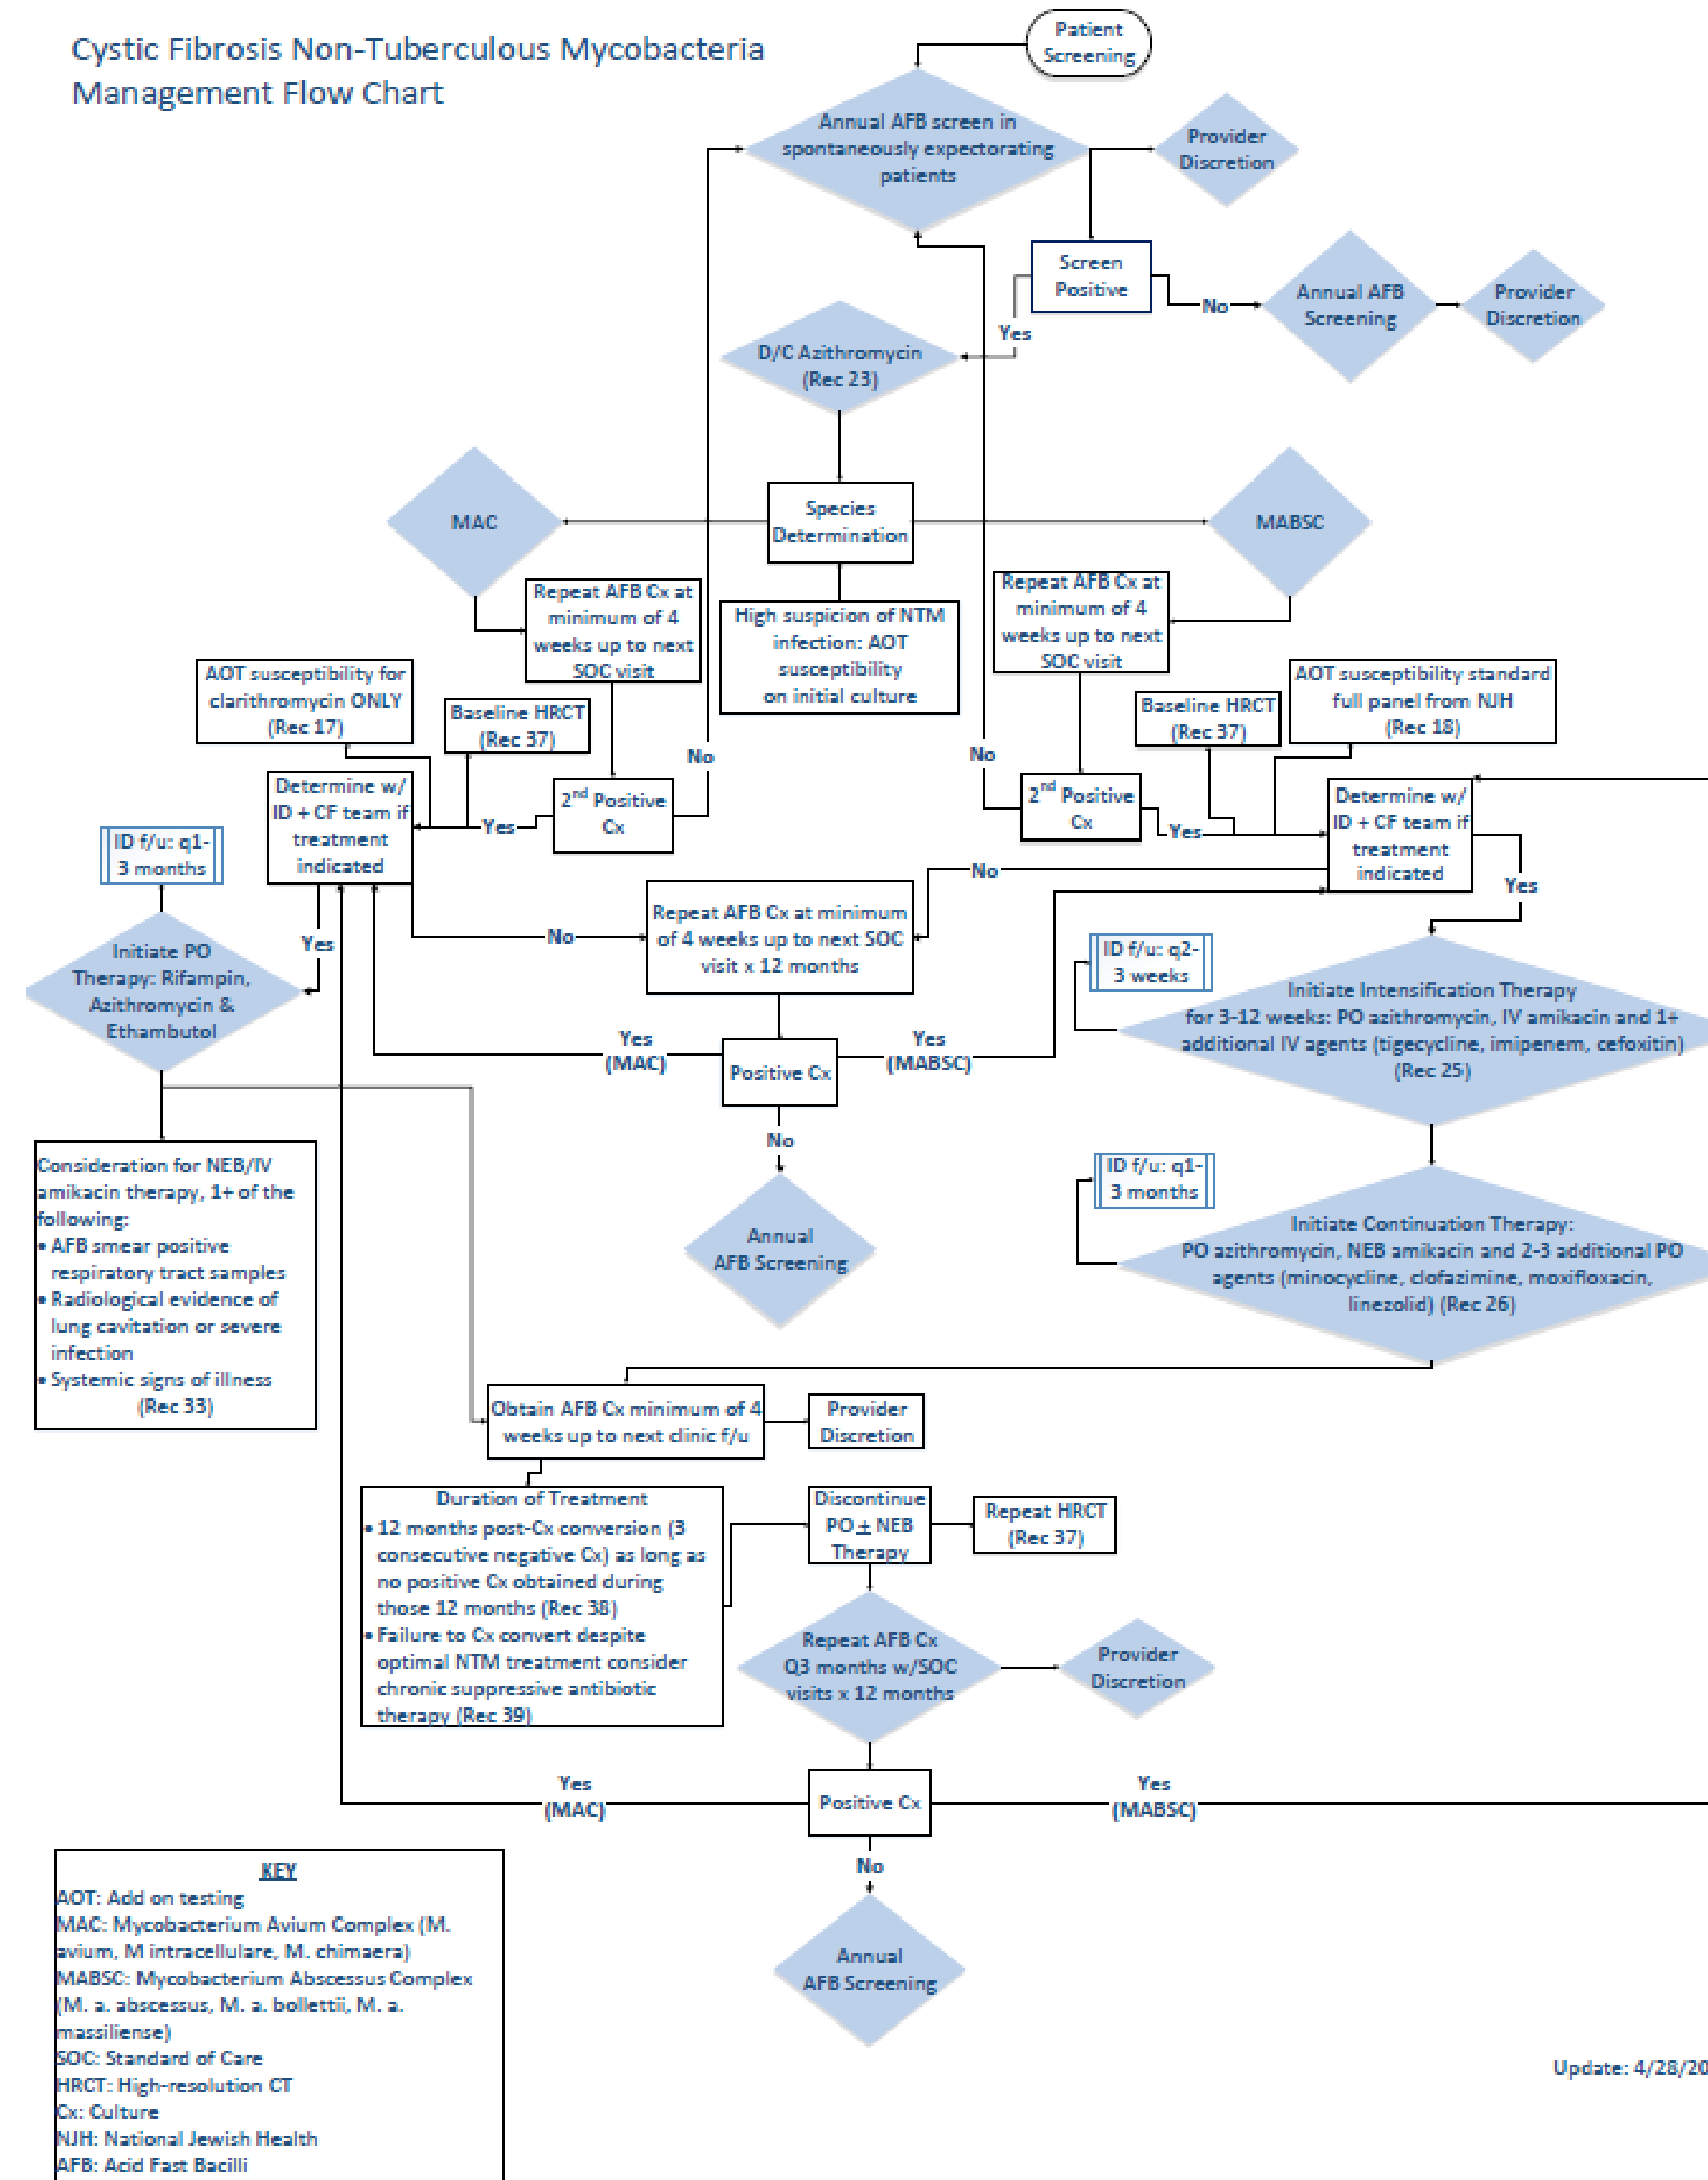 Cystic Fibrosis Non-Tuberculous Mycobacteria
Management Flow Chart
Patient
Screening
Annual AFB screen in
spontaneously expectorating
patients
Provider
Discretion
Screen
Positive
No
Annual AFB
Screening
Provider
Discretion
Yes
D/C Azithromycin
(Rec 23)
MAC
Species
Determination
MABSC
Repeat AFB Cx at
minimum of 4
weeks up to next
SOC visit
High suspicion of NTM
infection: AOT
susceptibility
on initial culture
Repeat AFB Cx at
minimum of 4
weeks up to next
SOC visit
AOT susceptibility for
clarithromycin ONLY
(Rec 17)
Baseline HRCT
(Rec 37)
No
No
Baseline HRCT
(Rec 37)
AOT susceptibility standard
full panel from NJH
(Rec 18)
Determine w/
ID + CF team if
treatment
indicated
Yes
2nd Positive
Cx
2nd Positive
Cx
Yes
Determine w/
ID + CF team if
treatment
indicated
ID f/u: q1-
3 months
Yes
No
Repeat AFB Cx at minimum
of 4 weeks up to next SOC
visit x 12 months
No
Yes
Initiate PO
Therapy: Rifampin,
Azithromycin &
Ethambutol
ID f/u: q2-
3 weeks
Initiate Intensification Therapy
for 3-12 weeks: PO azithromycin, IV amikacin and 1+
additional IV agents (tigecycline, imipenem, cefoxitin)
(Rec 25)
Yes
(MAC)
Positive Cx
Yes
(MABSC)
No
Annual
AFB Screening
Consideration for NEB/IV
amikacin therapy, 1+ of the
following:
• AFB smear positive
respiratory tract samples
• Radiological evidence of
lung cavitation or severe
infection
• Systemic signs of illness
(Rec 33)
ID f/u: q1-
3 months
Initiate Continuation Therapy:
PO azithromycin, NEB amikacin and 2-3 additional PO
agents (minocycline, clofazimine, moxifloxacin,
linezolid) (Rec 26)
Obtain AFB Cx minimum of 4
weeks up to next clinic f/u
Provider
Discretion
Duration of Treatment
• 12 months post-Cx conversion (3
consecutive negative Cx) as long as
no positive Cx obtained during
those 12 months (Rec 38)
• Failure to Cx convert despite
optimal NTM treatment consider
chronic suppressive antibiotic
therapy (Rec 39)
Discontinue
PO ± NEB
Therapy
Repeat HRCT
(Rec 37)
Repeat AFB Cx
Q3 months w/SOC
visits x 12 months
Provider
Discretion
Yes
(MAC)
Positive Cx
Yes
(MABSC)
No
Annual
AFB Screening
KEY
AOT: Add on testing
MAC: Mycobacterium Avium Complex (M.
avium, M intracellulare, M. chimaera)
MABSC: Mycobacterium Abscessus Complex
(M. a. abscessus, M. a. bollettii, M. a.
massiliense)
SOC: Standard of Care
HRCT: High-resolution CT
Cx: Culture
NJH: National Jewish Health
AFB: Acid Fast Bacilli
Update: 4/28/20